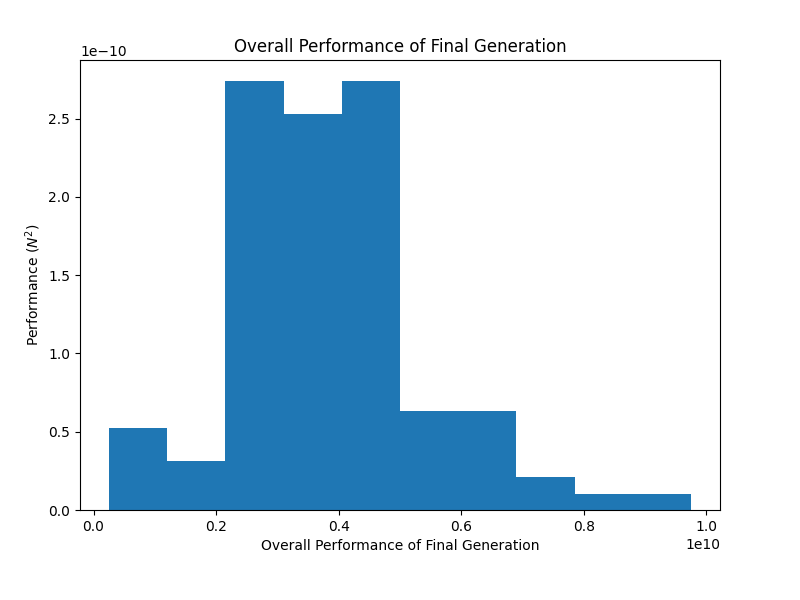 Overall Performance of Final Generation
1e−10
2.5
2.0
1.5
1.0
0.5
0.0
Performance (N²)
0.0 0.2 0.4 0.6 0.8 1.0
1e10
Overall Performance of Final Generation